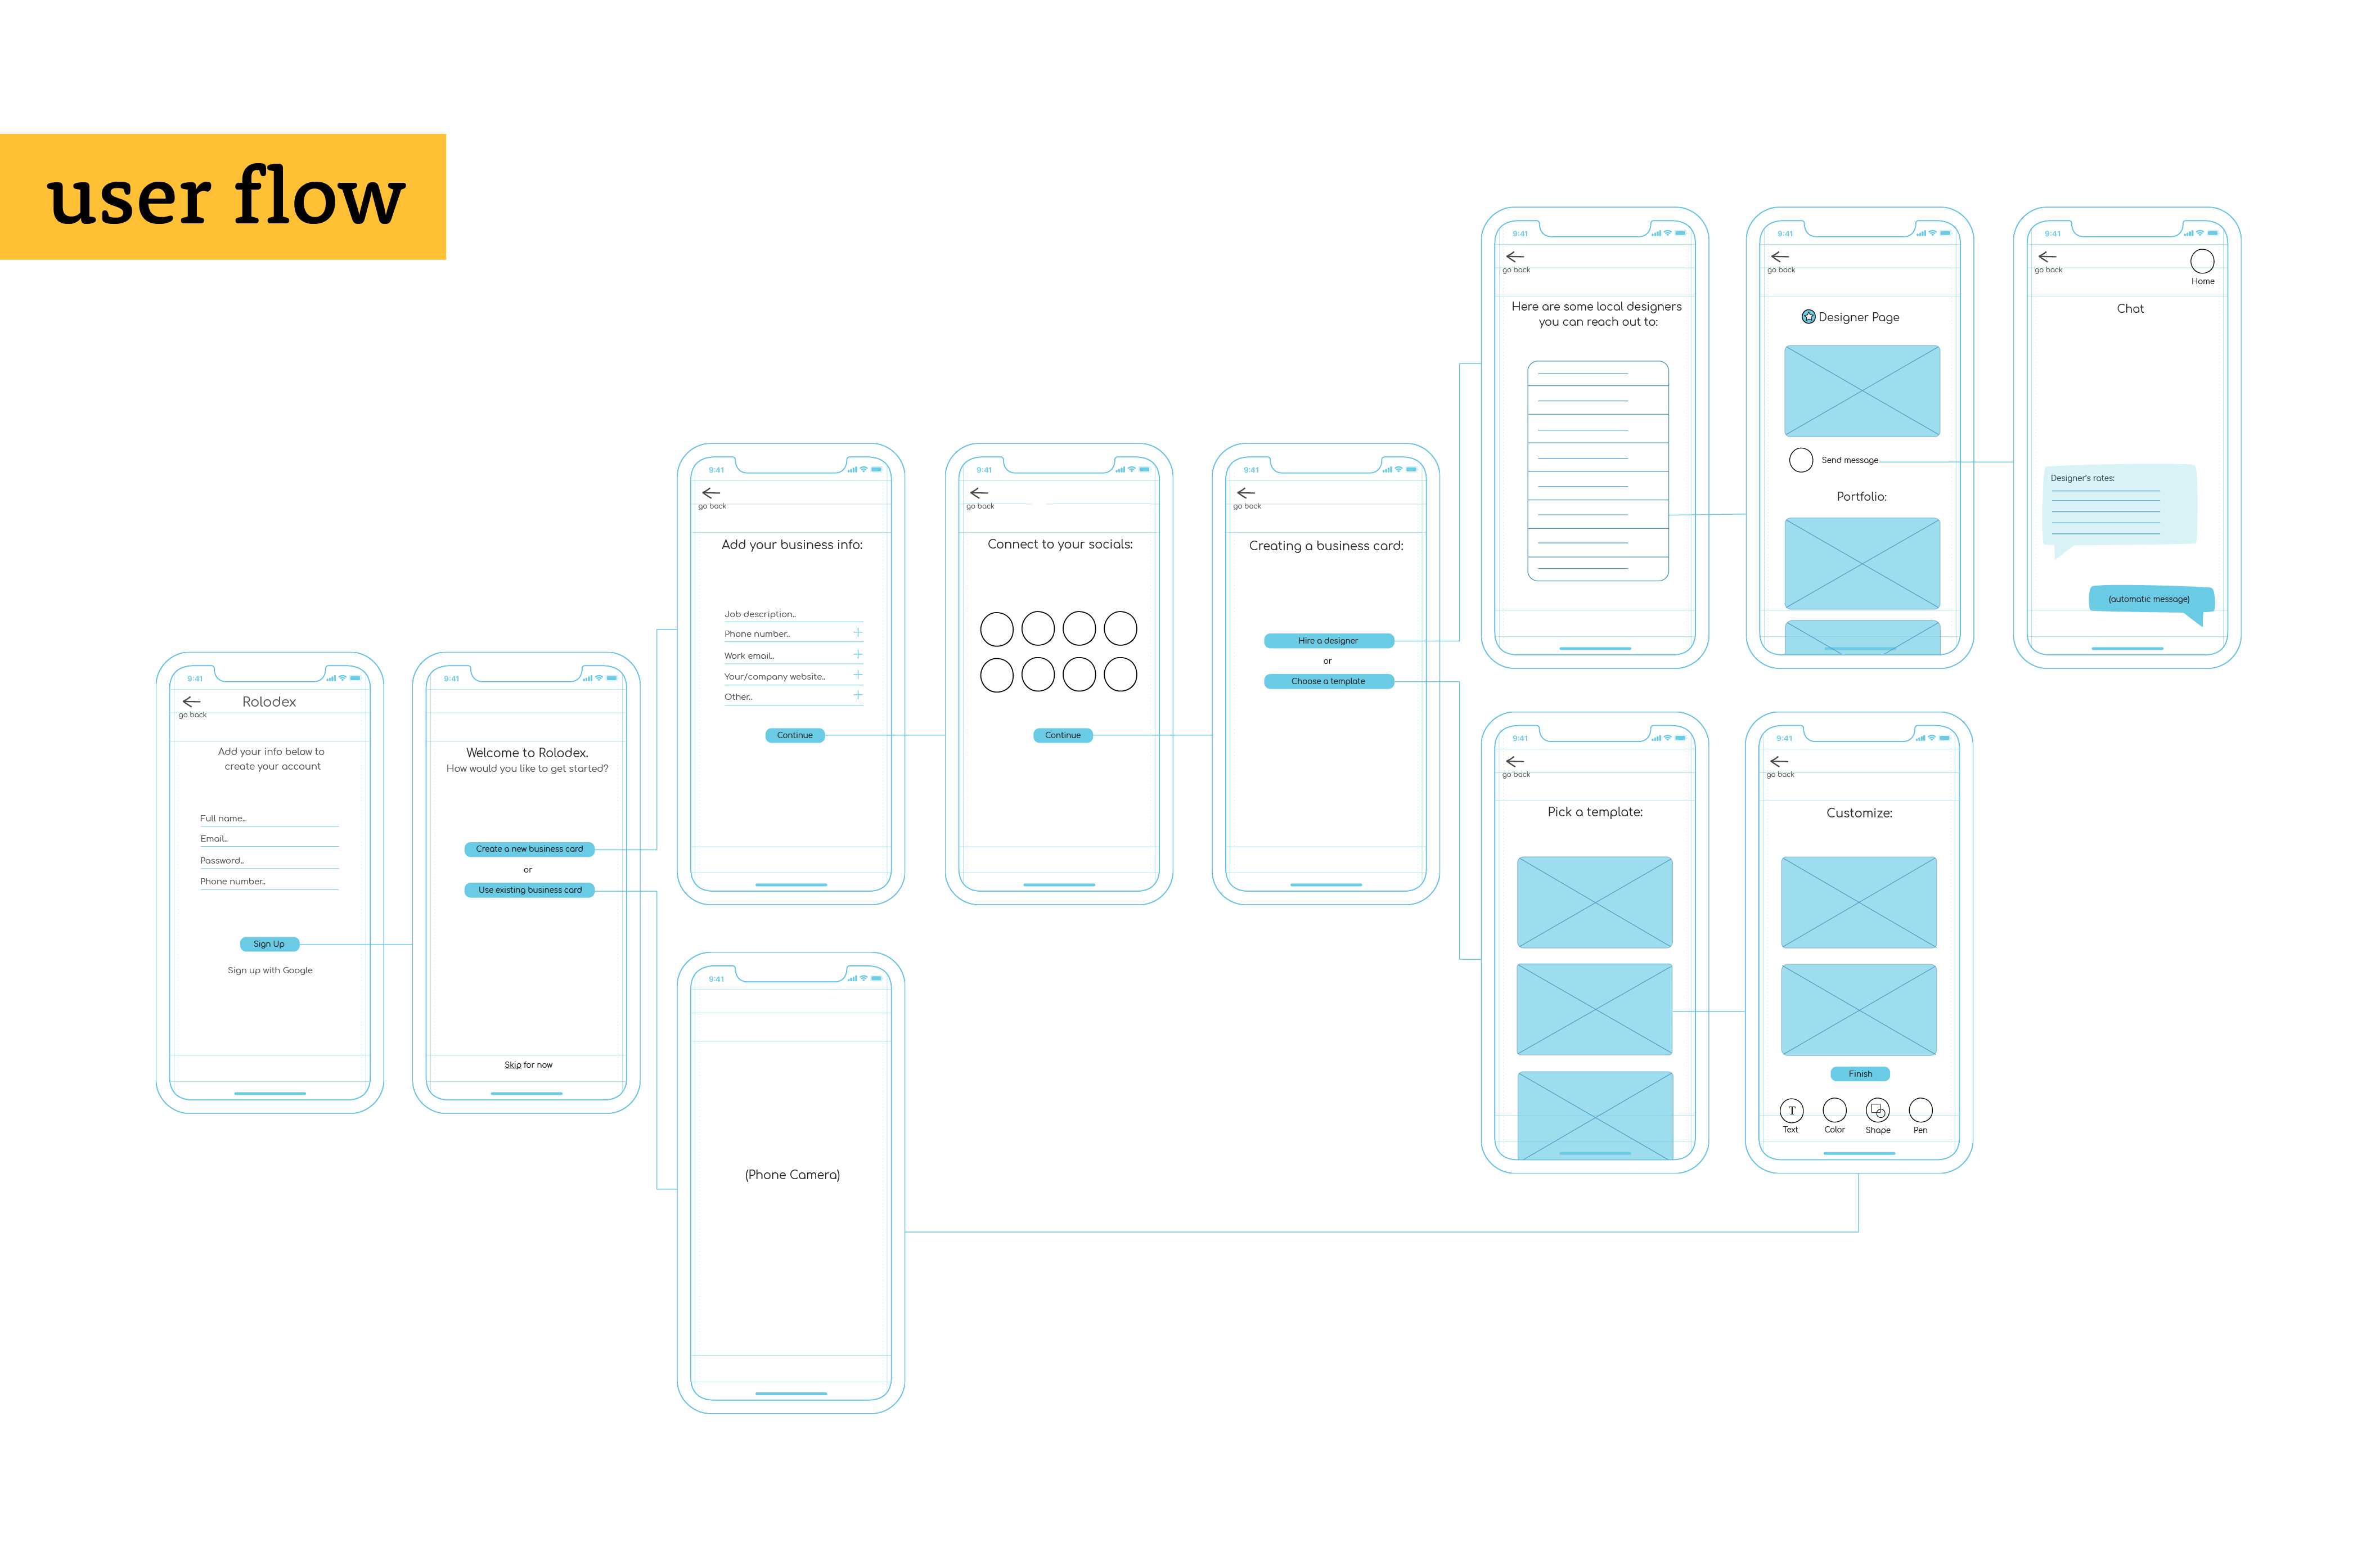 user flow
9:41
go back
Rolodex
Add your info below to
create your account
Full name..
Email..
Password..
Phone number..
Sign Up
Sign up with Google
9:41
Welcome to Rolodex.
How would you like to get started?
Create a new business card
or
Use existing business card
Skip for now
9:41
go back
Add your business info:
Job description..
Phone number..
Work email..
Your/company website..
Other..
Continue
9:41
(Phone Camera)
9:41
go back
Connect to your socials:
Continue
9:41
go back
Creating a business card:
Hire a designer
or
Choose a template
9:41
go back
Here are some local designers
you can reach out to:
9:41
go back
Designer Page
Send message
Portfolio:
9:41
go back
Home
Chat
Designer's rates:
(automatic message)
9:41
go back
Pick a template:
9:41
go back
Customize:
Finish
T
Text
Color
Shape
Pen